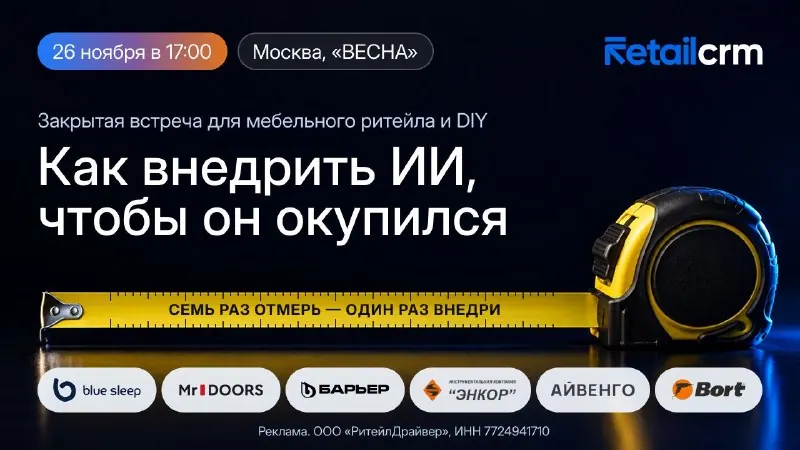 26 ноября в 17:00
Москва, «ВЕСНА»
Retailcrm
Закрытая встреча для мебельного ритейла и DIY
Как внедрить ИИ,
чтобы он окупился
СЕМЬ РАЗ ОТМЕРЬ — ОДИН РАЗ ВНЕДРИ
blue sleep
Mr DOORS
БАРЬЕР
ИНСТРУМЕНТАЛЬНАЯ КОМПАНИЯ
"ЭНКОР"
АЙВЕНГО
Bort
Реклама. ООО «РитейлДрайвер», ИНН 7724941710